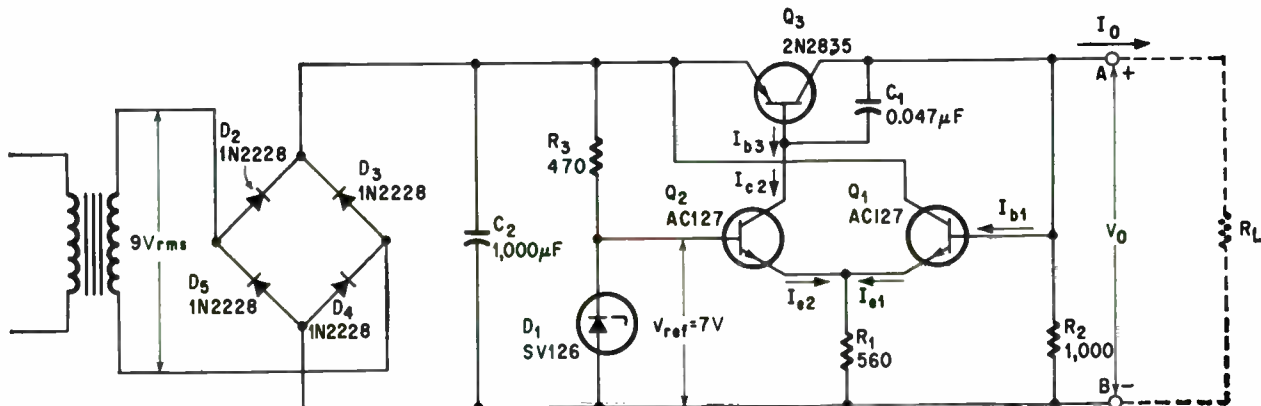 Q3
2N2835
I0
A +
C1
0.047µF
D2
1N2228
D3
1N2228
R3
470
Ib3
Ic2
Q2
AC127
Q1
AC127
Ib1
9Vrms
C2
1,000µF
V0
RL
D5
1N2228
D4
1N2228
Ie2
Ie1
D1
SV126
Vref=7V
R1
560
R2
1,000
B -